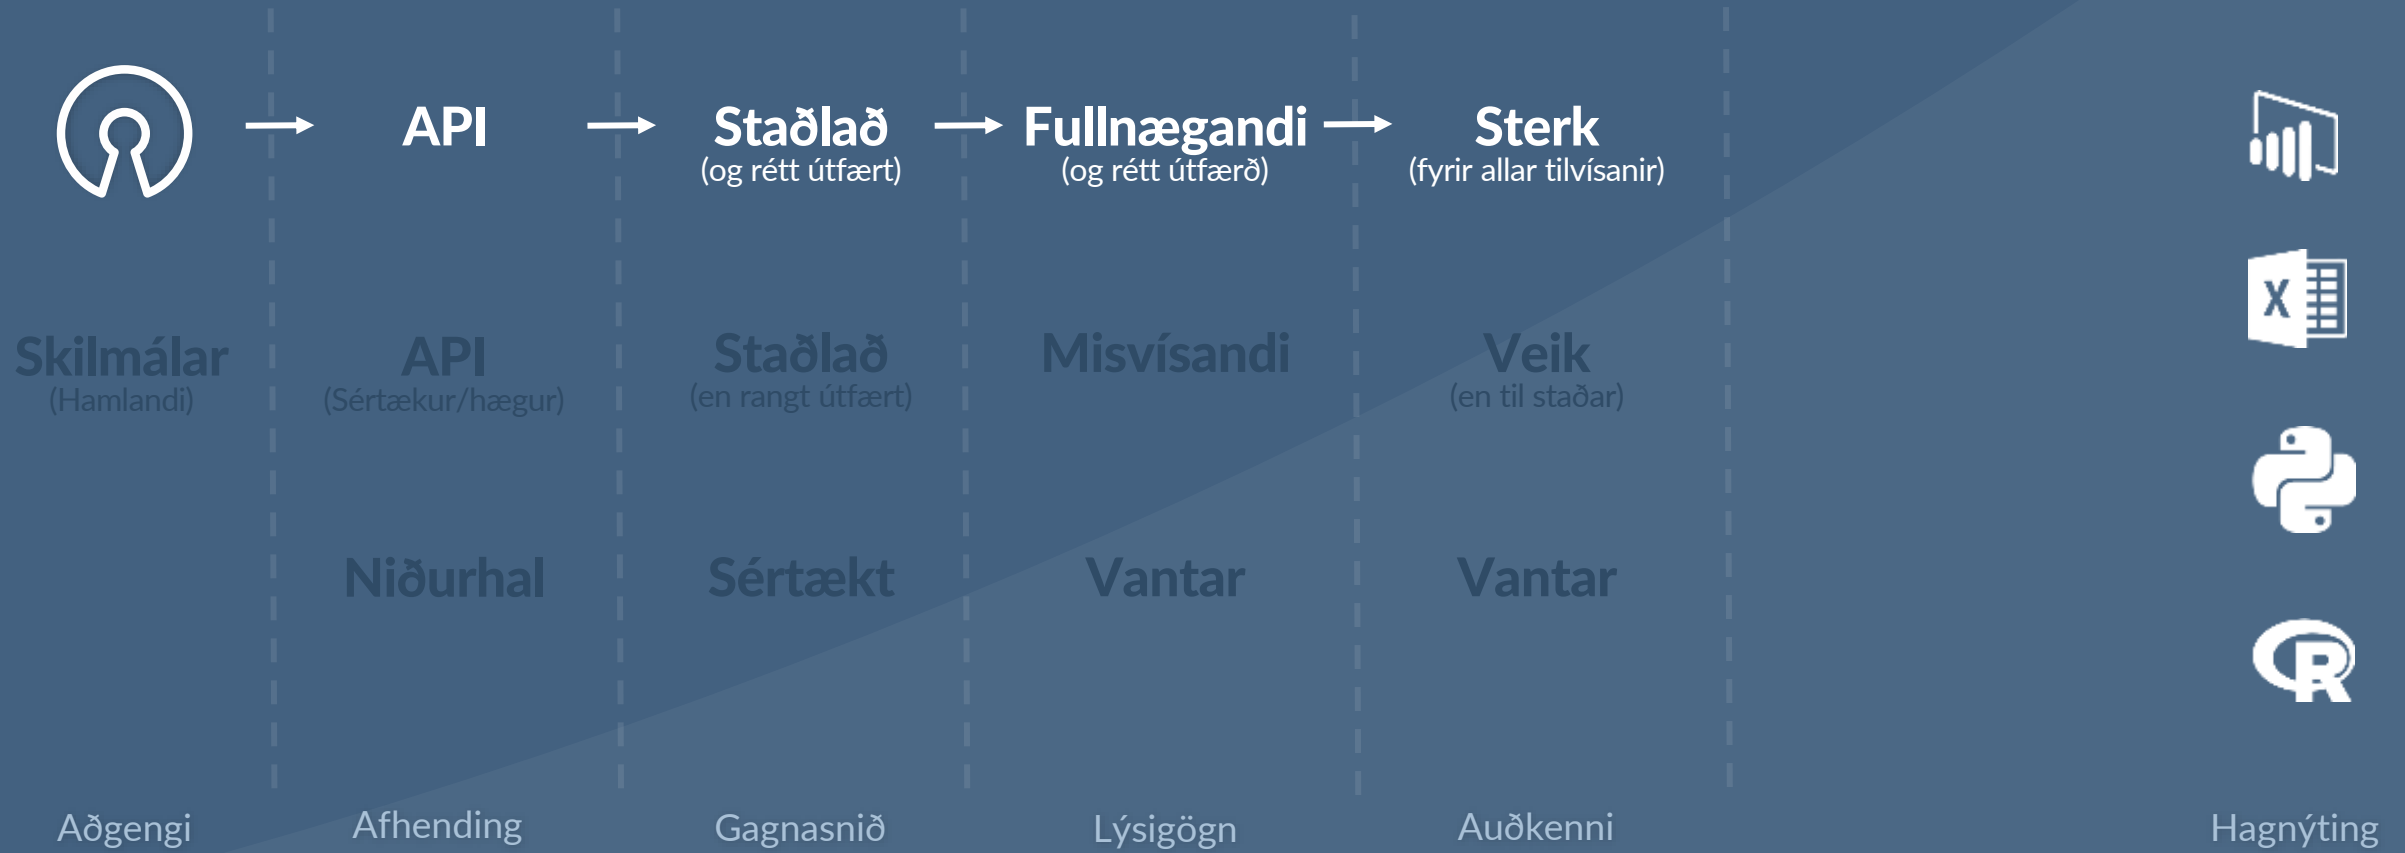 API
Staðlað
(og rétt útfært)
Fullnægandi
(og rétt útfærð)
Sterk
(fyrir allar tilvísanir)
Skilmálar
(Hamlandi)
API
(Sértækur/hægur)
Staðlað
(en rangt útfært)
Misvísandi
Veik
(en til staðar)
Niðurhal
Sértækt
Vantar
Vantar
Aðgengi
Afhending
Gagnasnið
Lýsigögn
Auðkenni
Hagnýting
X
R